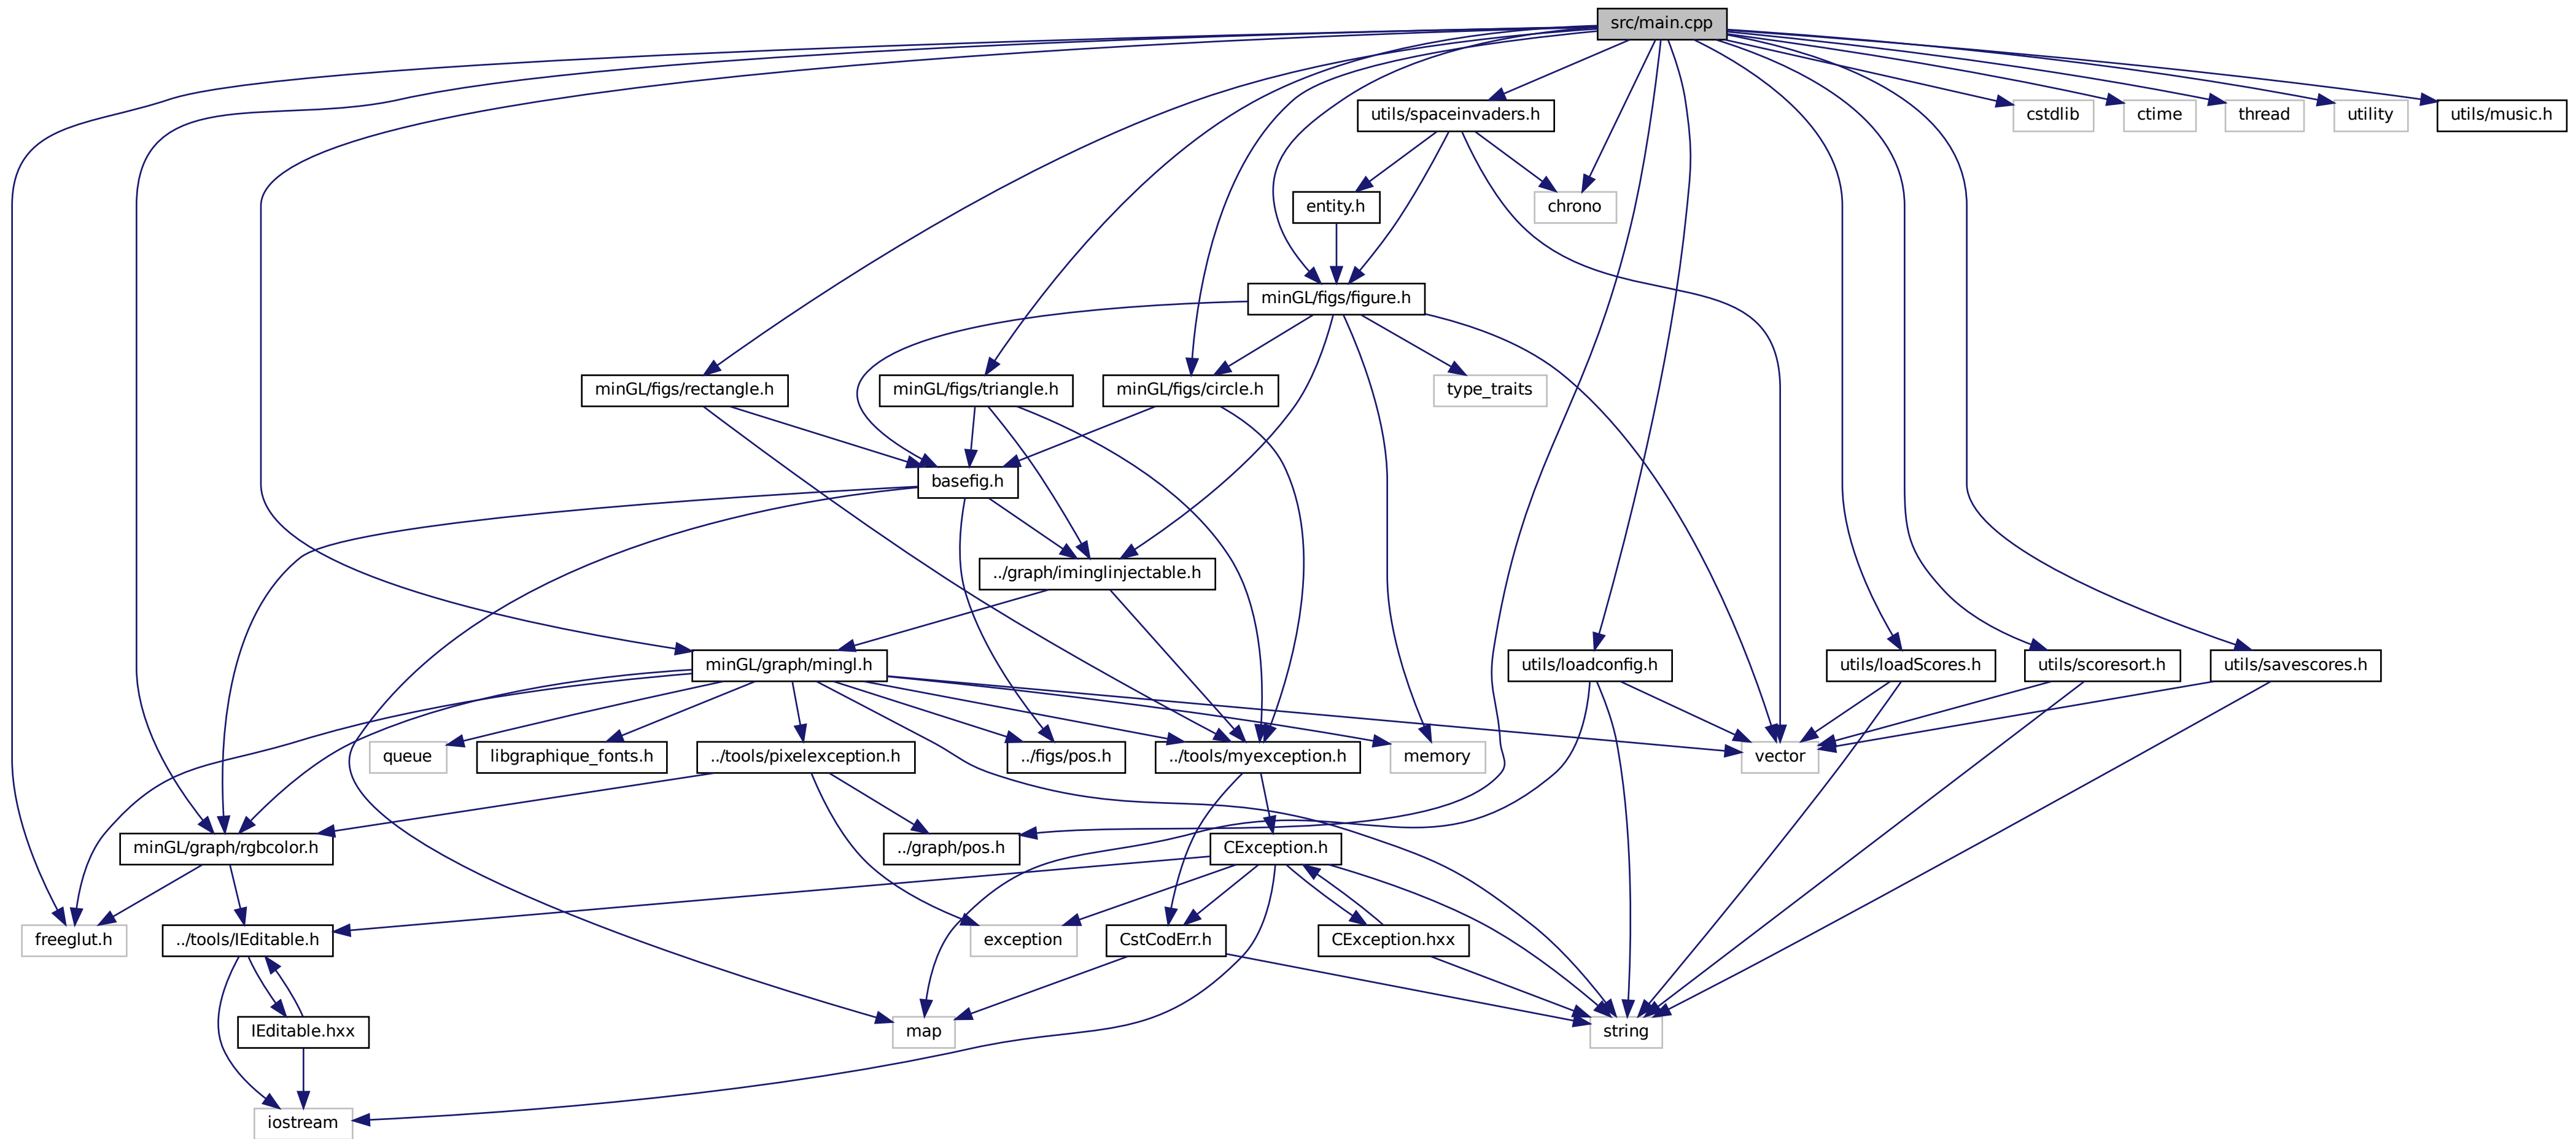 src/main.cpp
utils/spaceinvaders.h
cstdlib
ctime
thread
utility
utils/music.h
entity.h
chrono
minGL/figs/figure.h
minGL/figs/rectangle.h
minGL/figs/triangle.h
minGL/figs/circle.h
type_traits
basefig.h
../graph/iminglinjectable.h
minGL/graph/mingl.h
utils/loadconfig.h
utils/loadScores.h
utils/scoresort.h
utils/savescores.h
queue
libgraphique_fonts.h
../tools/pixelexception.h
../figs/pos.h
../tools/myexception.h
memory
vector
minGL/graph/rgbcolor.h
../graph/pos.h
CException.h
freeglut.h
../tools/IEditable.h
exception
CstCodErr.h
CException.hxx
IEditable.hxx
map
string
iostream